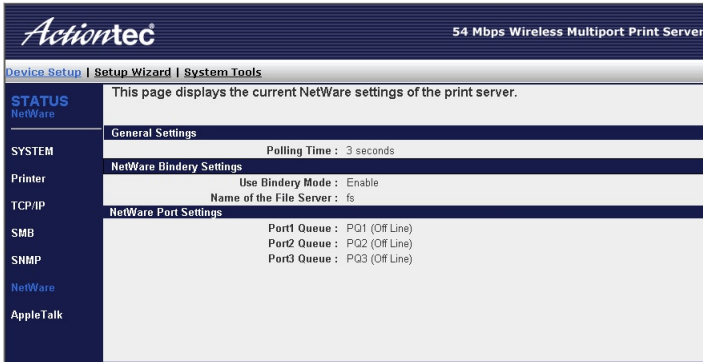 Actiontec
54 Mbps Wireless Multiport Print Server
Device Setup | Setup Wizard | System Tools
STATUS
NetWare
This page displays the current NetWare settings of the print server.
General Settings
SYSTEM
Polling Time : 3 seconds
NetWare Bindery Settings
Printer
Use Bindery Mode : Enable
Name of the File Server : fs
TCP/IP
NetWare Port Settings
Port1 Queue : PQ1 (Off Line)
SMB
Port2 Queue : PQ2 (Off Line)
Port3 Queue : PQ3 (Off Line)
SNMP
NetWare
AppleTalk